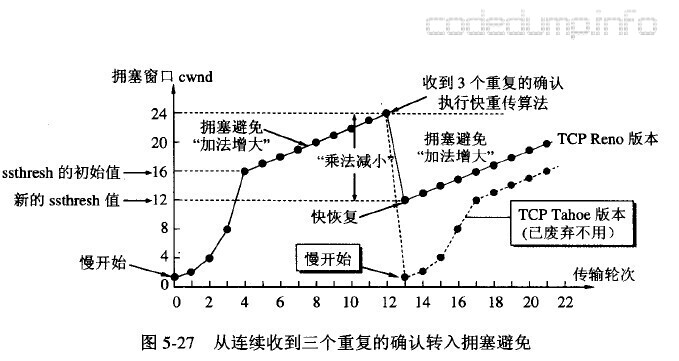 codedump.info
拥塞窗口 cwnd
收到 3 个重复的确认
执行快重传算法
24
20
16
12
8
4
0
拥塞避免
“加法增大”
拥塞避免
“加法增大”
TCP Reno 版本
“乘法减小”
ssthresh 的初始值
新的 ssthresh 值
快恢复
TCP Tahoe 版本
(已废弃不用)
慢开始
慢开始
传输轮次
0 2 4 6 8 10 12 14 16 18 20 22
图 5-27 从连续收到三个重复的确认转入拥塞避免